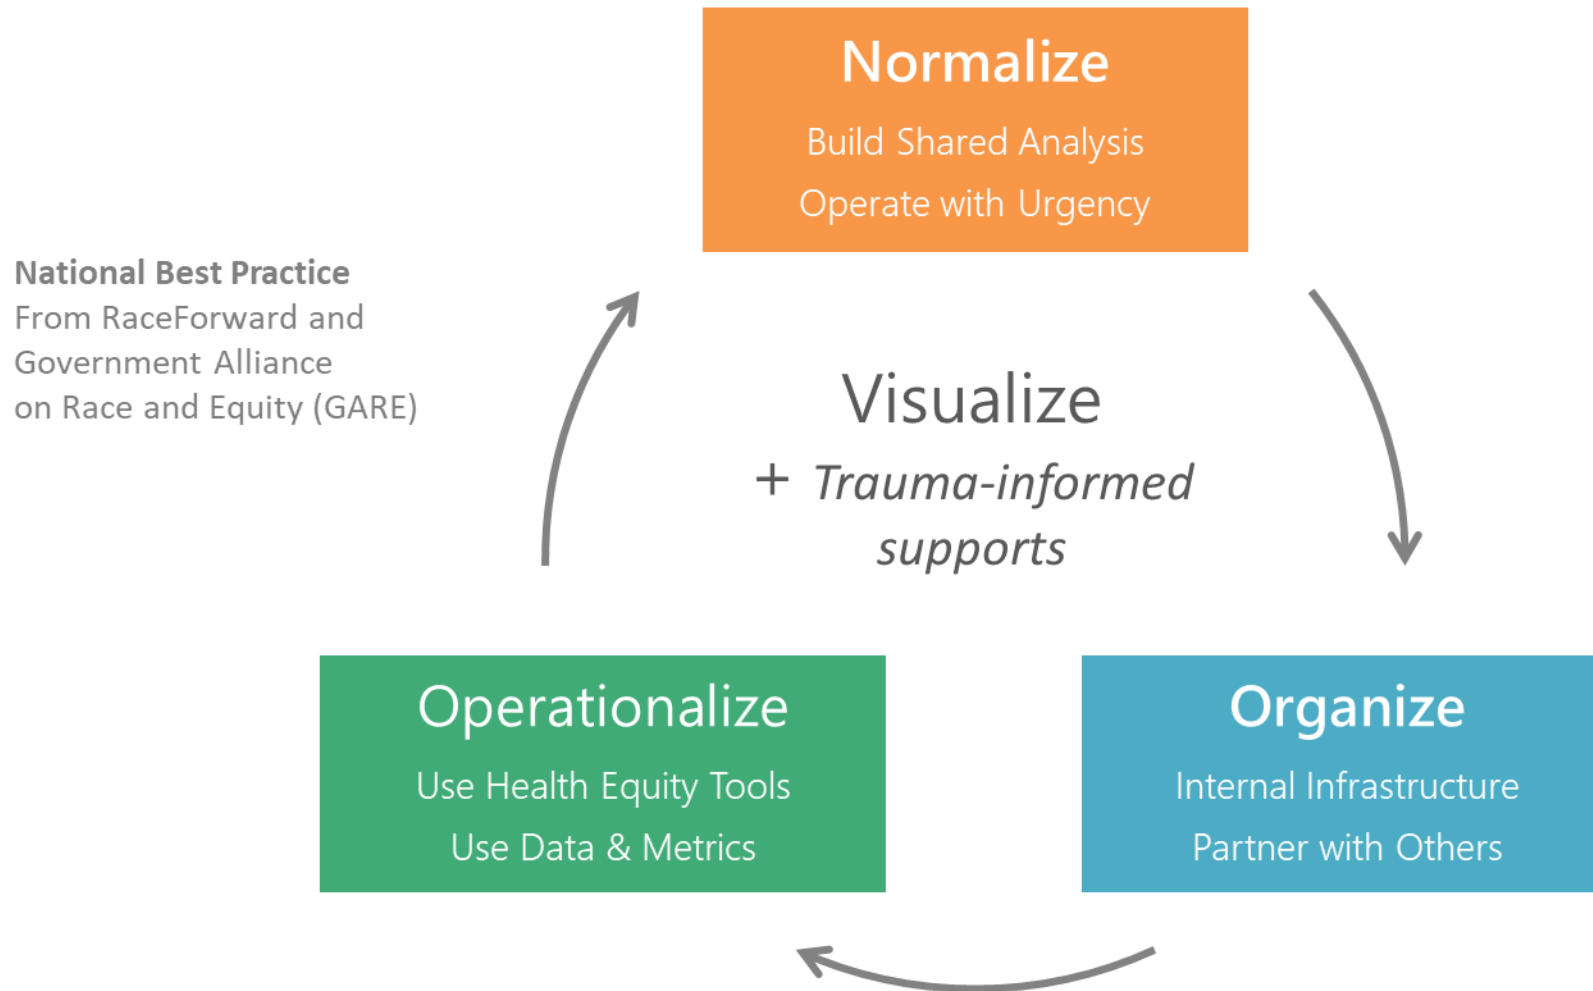 Normalize
Build Shared Analysis
Operate with Urgency
National Best Practice
From RaceForward and
Government Alliance
on Race and Equity (GARE)
Visualize
+ Trauma-informed
supports
Operationalize
Use Health Equity Tools
Use Data & Metrics
Organize
Internal Infrastructure
Partner with Others